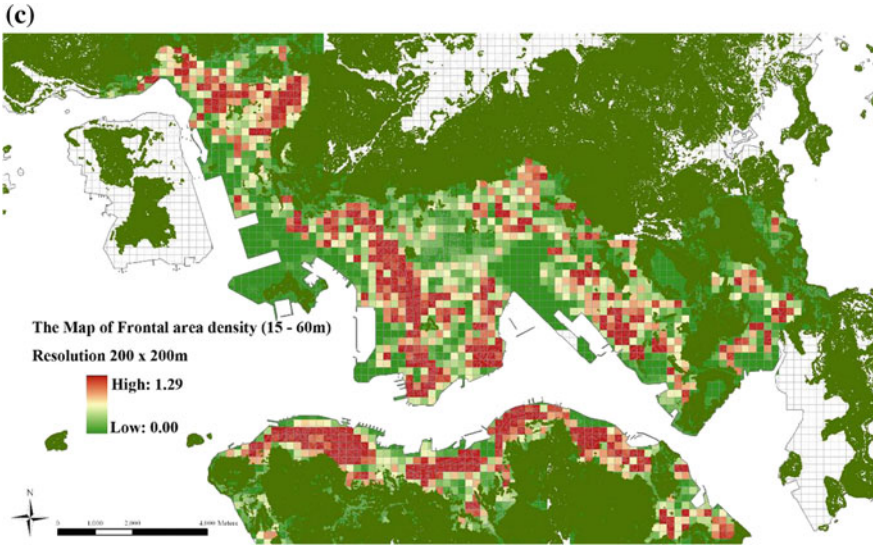 (c)
The Map of Frontal area density (15 - 60m)
Resolution 200 x 200m
High: 1.29
Low: 0.00
N
0 1,000 2,000 4,000 Meters